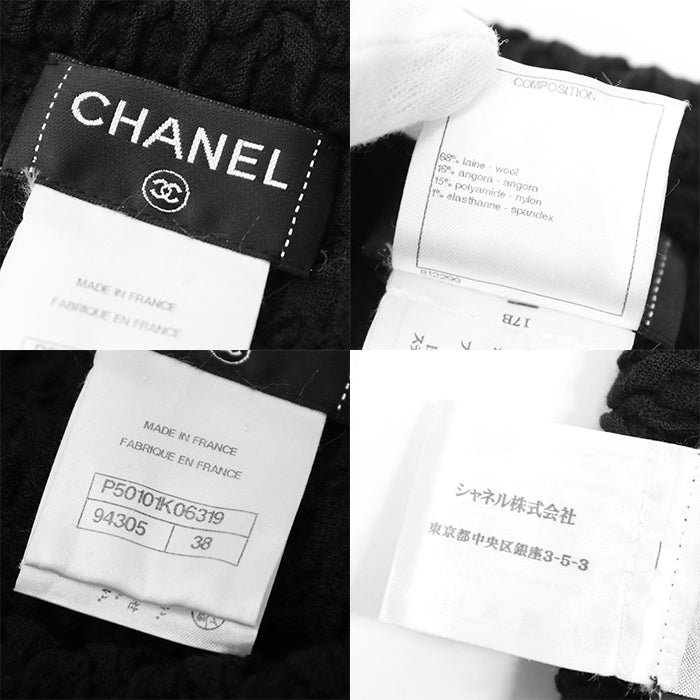 CHANEL
MADE IN FRANCE
FABRIQUE EN FRANCE
COMPOSITION
68% laine - wool
16% angora - angora
15% polyamide - nylon
1% élasthanne - spandex
812299
17B
MADE IN FRANCE
FABRIQUE EN FRANCE
P50101K06319
94305 38
シャネル株式会社
東京都中央区銀座3-5-3